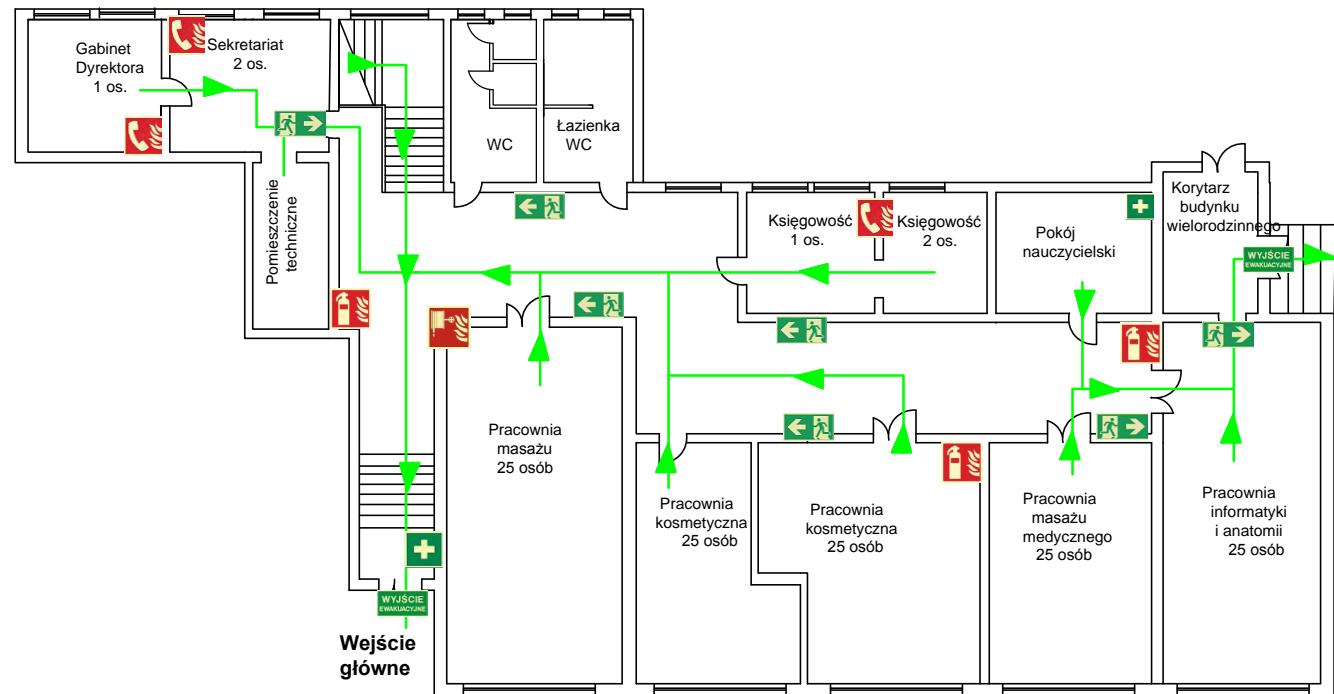 Gabinet
Dyrektora
1 os.
Sekretariat
2 os.
WC
Łazienka
WC
Pomieszczenie
techniczne
Księgowość
1 os.
Księgowość
2 os.
Pokój
nauczycielski
Korytarz
budynku
wielorodzinnego
WYJŚCIE
EWAKUACYJNE
Pracownia
masażu
25 osób
Pracownia
kosmetyczna
25 osób
Pracownia
kosmetyczna
25 osób
Pracownia
masażu
medycznego
25 osób
Pracownia
informatyki
i anatomii
25 osób
WYJŚCIE
EWAKUACYJNE
Wejście
główne